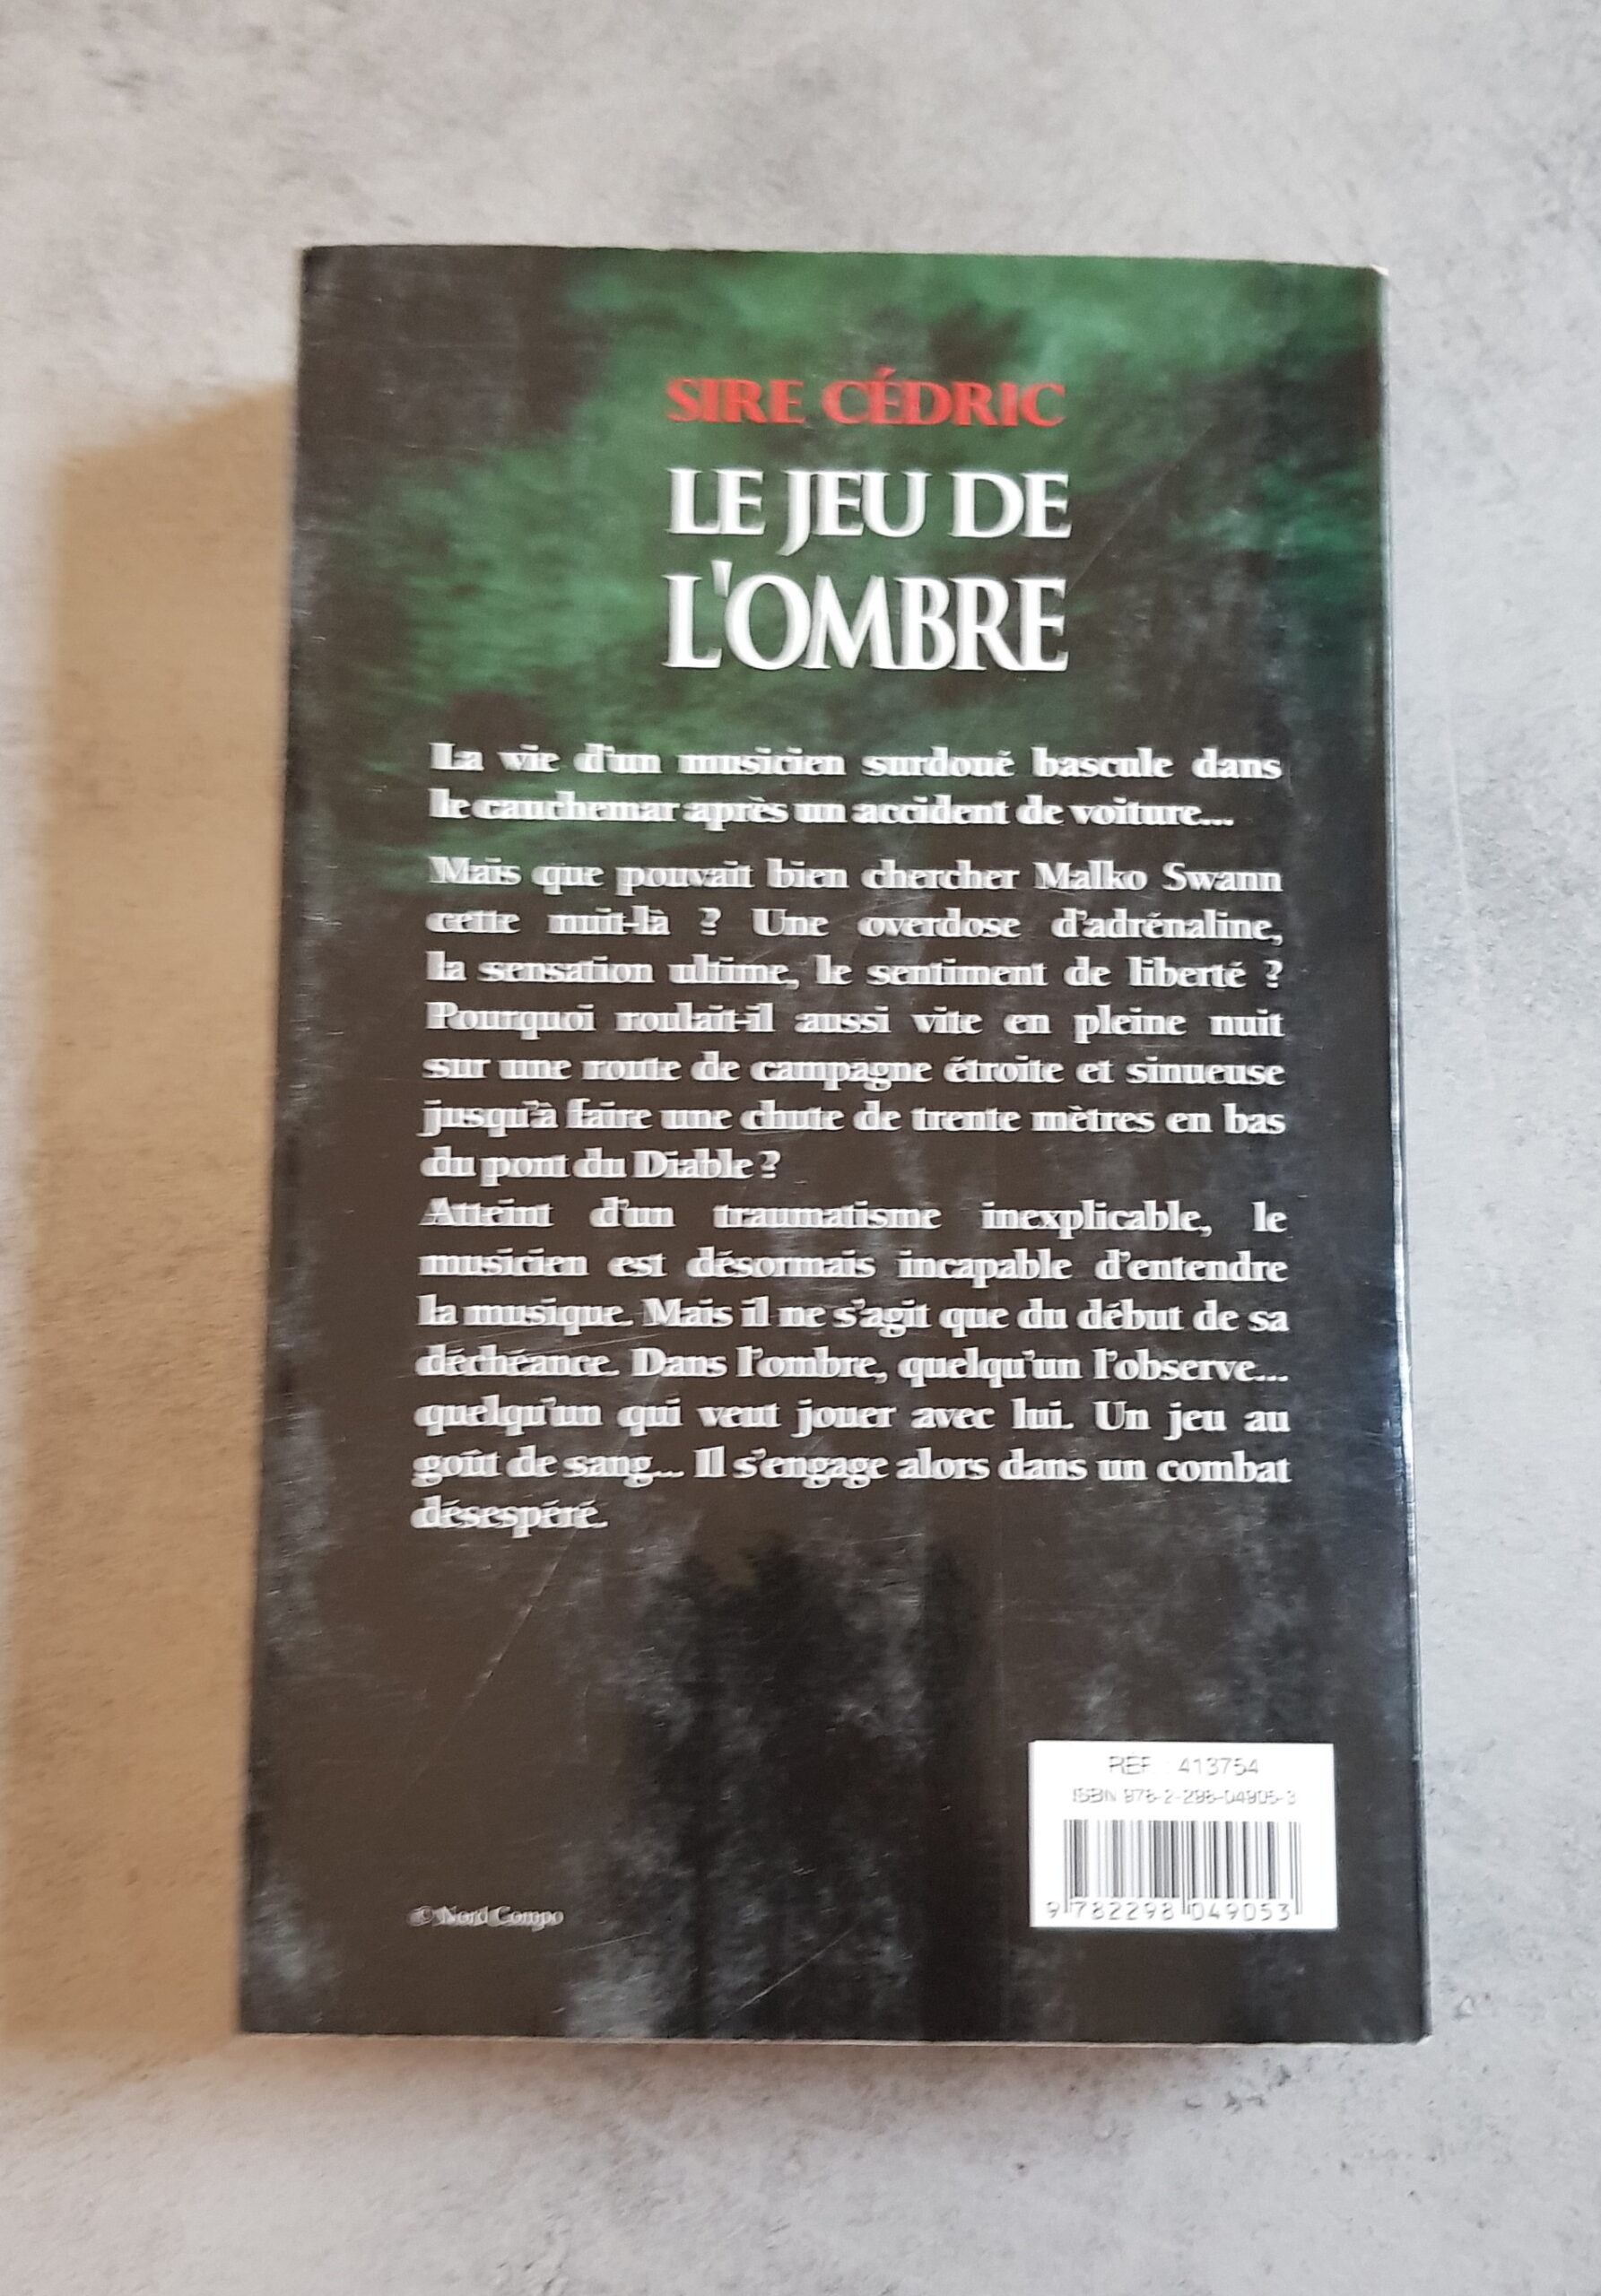 SIRE CÉDRIC
LE JEU DE
L'OMBRE
La vie d'un musicien surdoué bascule dans
le cauchemar après un accident de voiture...
Mais que pouvait bien chercher Malko Swann
cette nuit-là ? Une overdose d'adrénaline,
la sensation ultime, le sentiment de liberté ?
Pourquoi roulait-il aussi vite en pleine nuit
sur une route de campagne étroite et sinueuse
jusqu'à faire une chute de trente mètres en bas
du pont du Diable ?
Atteint d'un traumatisme inexplicable, le
musicien est désormais incapable d'entendre
la musique. Mais il ne s'agit que du début de sa
déchéance. Dans l'ombre, quelqu'un l'observe...
quelqu'un qui veut jouer avec lui. Un jeu au
goût de sang... Il s'engage alors dans un combat
désespéré.
REF : 413754
ISBN 978-2-298-04905-3
9 782298 049053
© Nord Compo